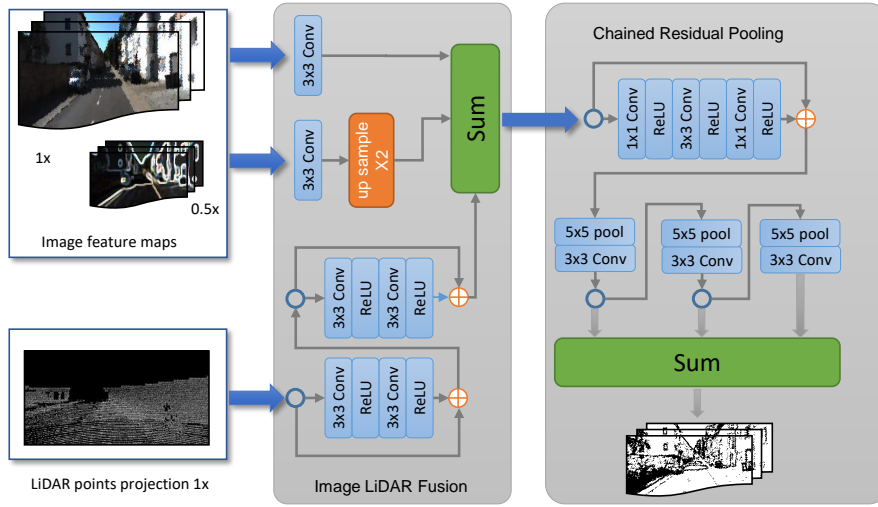 1x
0.5x
Image feature maps
LiDAR points projection 1x
3x3 Conv
3x3 Conv
up sample
X2
Sum
3x3 Conv
ReLU
3x3 Conv
ReLU
3x3 Conv
ReLU
3x3 Conv
ReLU
Image LiDAR Fusion
Chained Residual Pooling
1x1 Conv
ReLU
3x3 Conv
ReLU
1x1 Conv
ReLU
5x5 pool
3x3 Conv
5x5 pool
3x3 Conv
5x5 pool
3x3 Conv
Sum